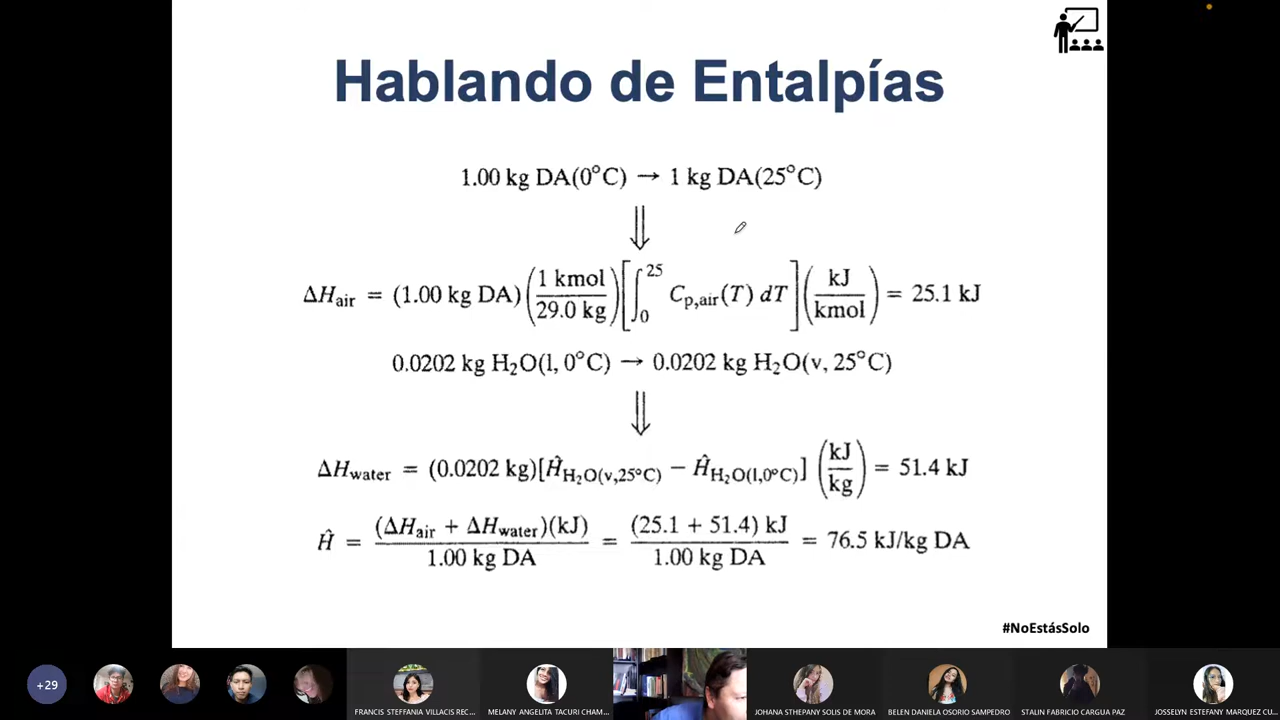 Hablando de Entalpías
1.00 kg DA(0°C) → 1 kg DA(25°C)
⇓
ΔH_air = (1.00 kg DA)(1 kmol / 29.0 kg)[∫_0^25 C_p,air(T) dT](kJ / kmol) = 25.1 kJ
0.0202 kg H₂O(l, 0°C) → 0.0202 kg H₂O(v, 25°C)
⇓
ΔH_water = (0.0202 kg)[Ĥ_H₂O(v,25°C) − Ĥ_H₂O(l,0°C)] (kJ / kg) = 51.4 kJ
Ĥ = (ΔH_air + ΔH_water)(kJ) / 1.00 kg DA = (25.1 + 51.4) kJ / 1.00 kg DA = 76.5 kJ/kg DA
#NoEstásSolo
+29
FRANCIS STEFFANIA VILLACIS REC...
MELANY ANGELITA TACURI CHAM...
JOHANA STHEPANY SOLIS DE MORA
BELEN DANIELA OSORIO SAMPEDRO
STALIN FABRICIO CARGUA PAZ
JOSSELYN ESTEFANY MARQUEZ CU...